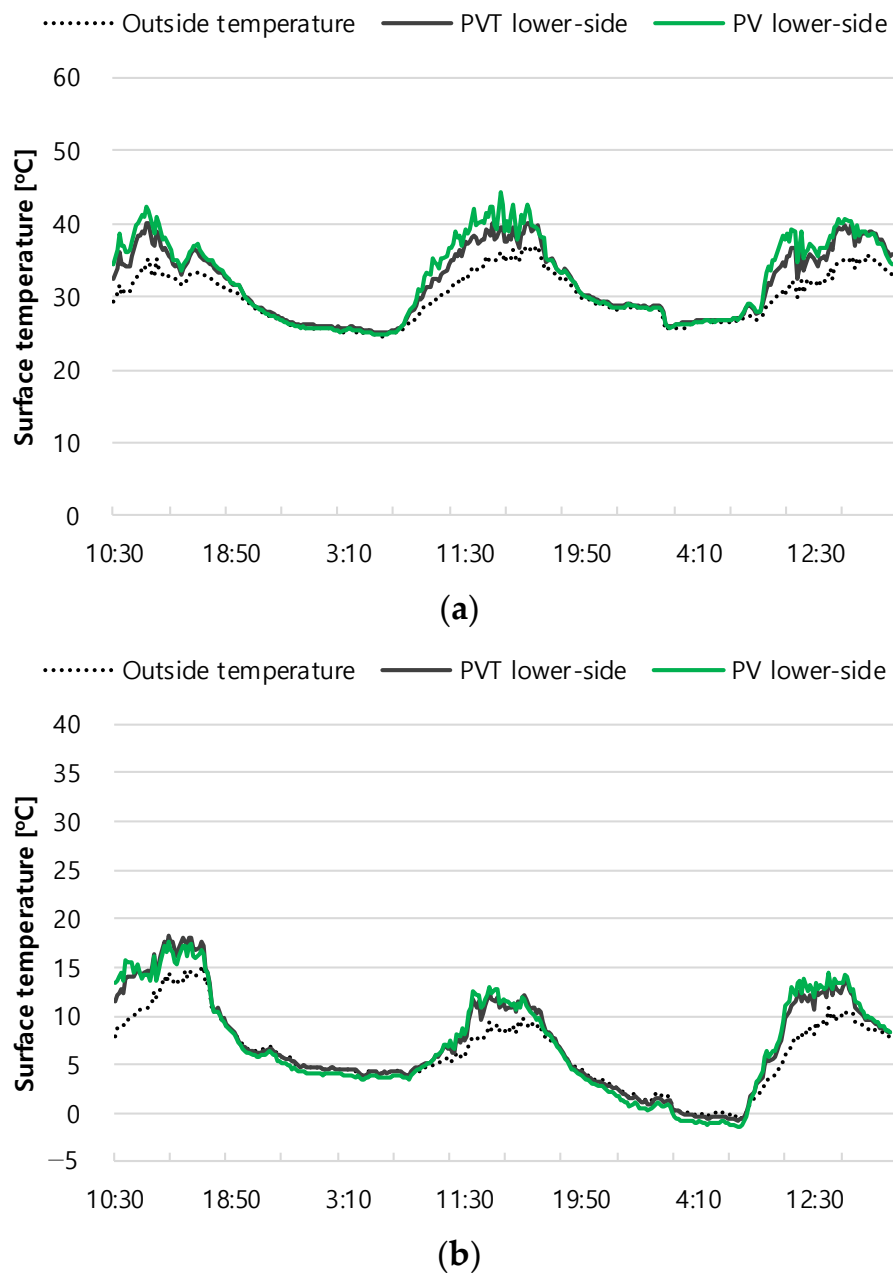 Outside temperature PVT lower-side PV lower-side
60
50
40
30
20
10
0
Surface temperature [ºC]
10:30 18:50 3:10 11:30 19:50 4:10 12:30
(a)
Outside temperature PVT lower-side PV lower-side
40
35
30
25
20
15
10
5
0
−5
Surface temperature [ºC]
10:30 18:50 3:10 11:30 19:50 4:10 12:30
(b)